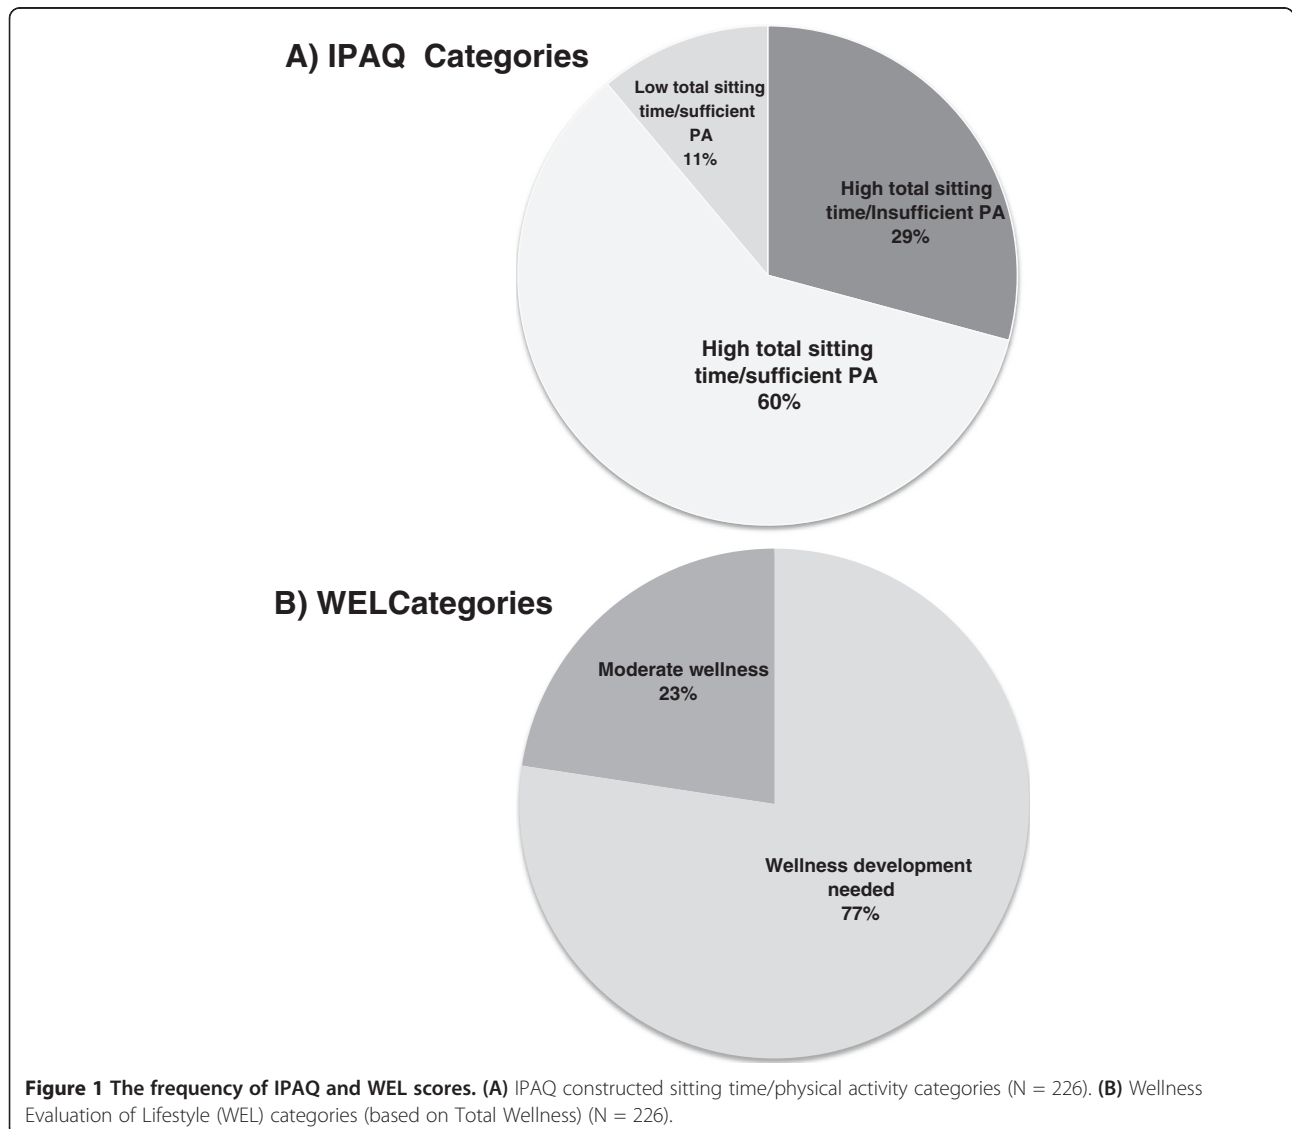 A) IPAQ  Categories
Low total sitting
time/sufficient
PA
11%
High total sitting
time/Insufficient PA
29%
High total sitting
time/sufficient PA
60%
B) WELCategories
Moderate wellness
23%
Wellness development
needed
77%
Figure 1 The frequency of IPAQ and WEL scores. (A) IPAQ constructed sitting time/physical activity categories (N = 226). (B) Wellness
Evaluation of Lifestyle (WEL) categories (based on Total Wellness) (N = 226).